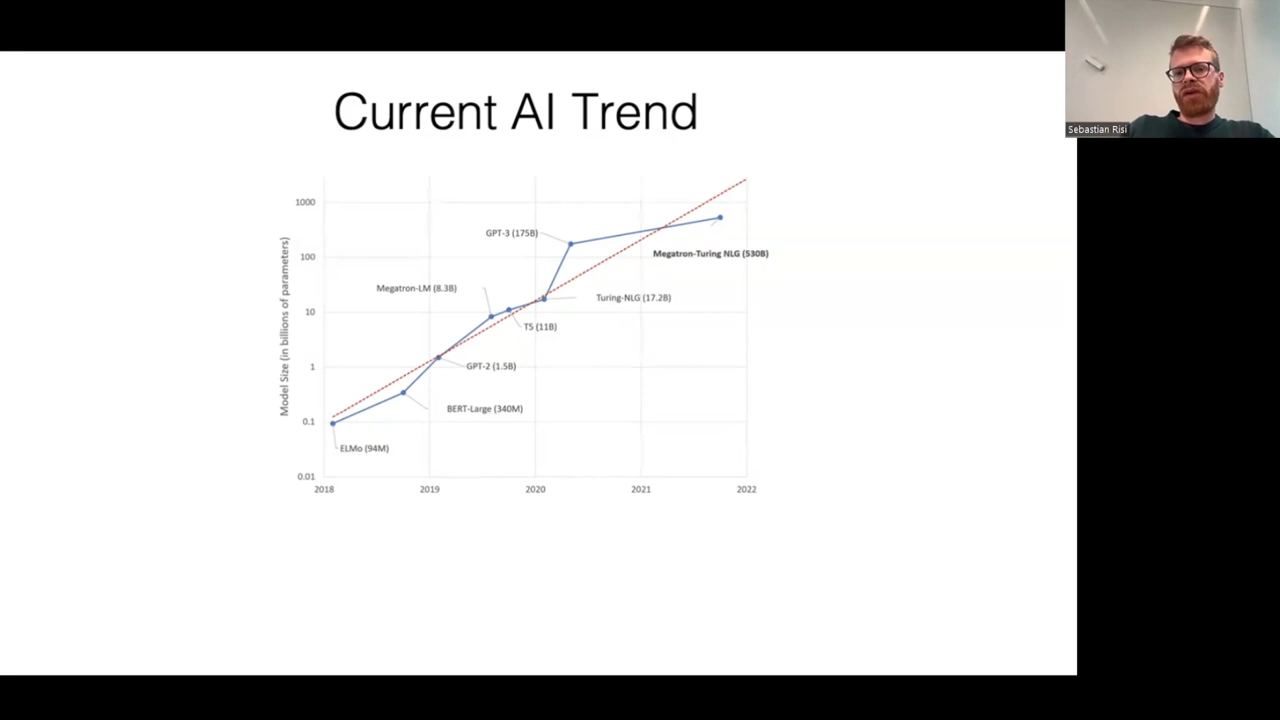 Current AI Trend
Sebastian Risi
Model Size (in billions of parameters)
1000
100
10
1
0.1
0.01
2018
2019
2020
2021
2022
GPT-3 (175B)
Megatron-Turing NLG (530B)
Megatron-LM (8.3B)
Turing-NLG (17.2B)
T5 (11B)
GPT-2 (1.5B)
BERT-Large (340M)
ELMo (94M)